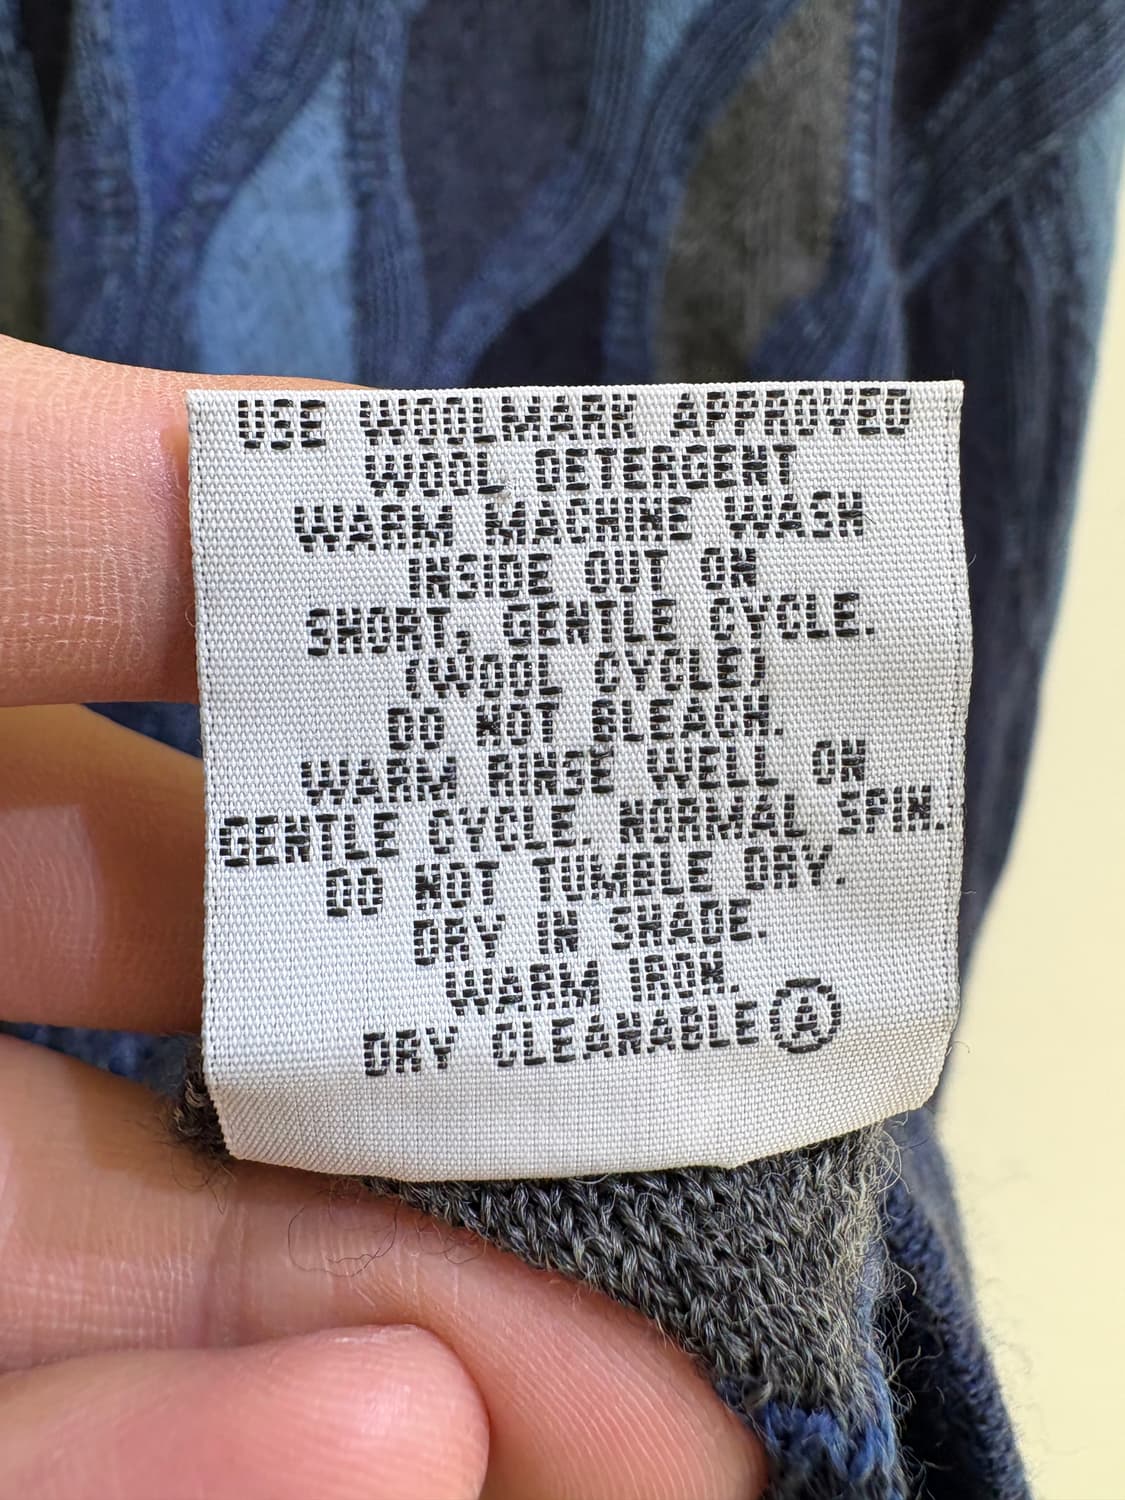 USE WOOLMARK APPROVED
WOOL DETERGENT
WARM MACHINE WASH
INSIDE OUT ON
SHORT, GENTLE CYCLE.
(WOOL CYCLE)
DO NOT BLEACH.
WARM RINSE WELL ON
GENTLE CYCLE. NORMAL SPIN.
DO NOT TUMBLE DRY.
DRY IN SHADE.
WARM IRON.
DRY CLEANABLE Ⓐ